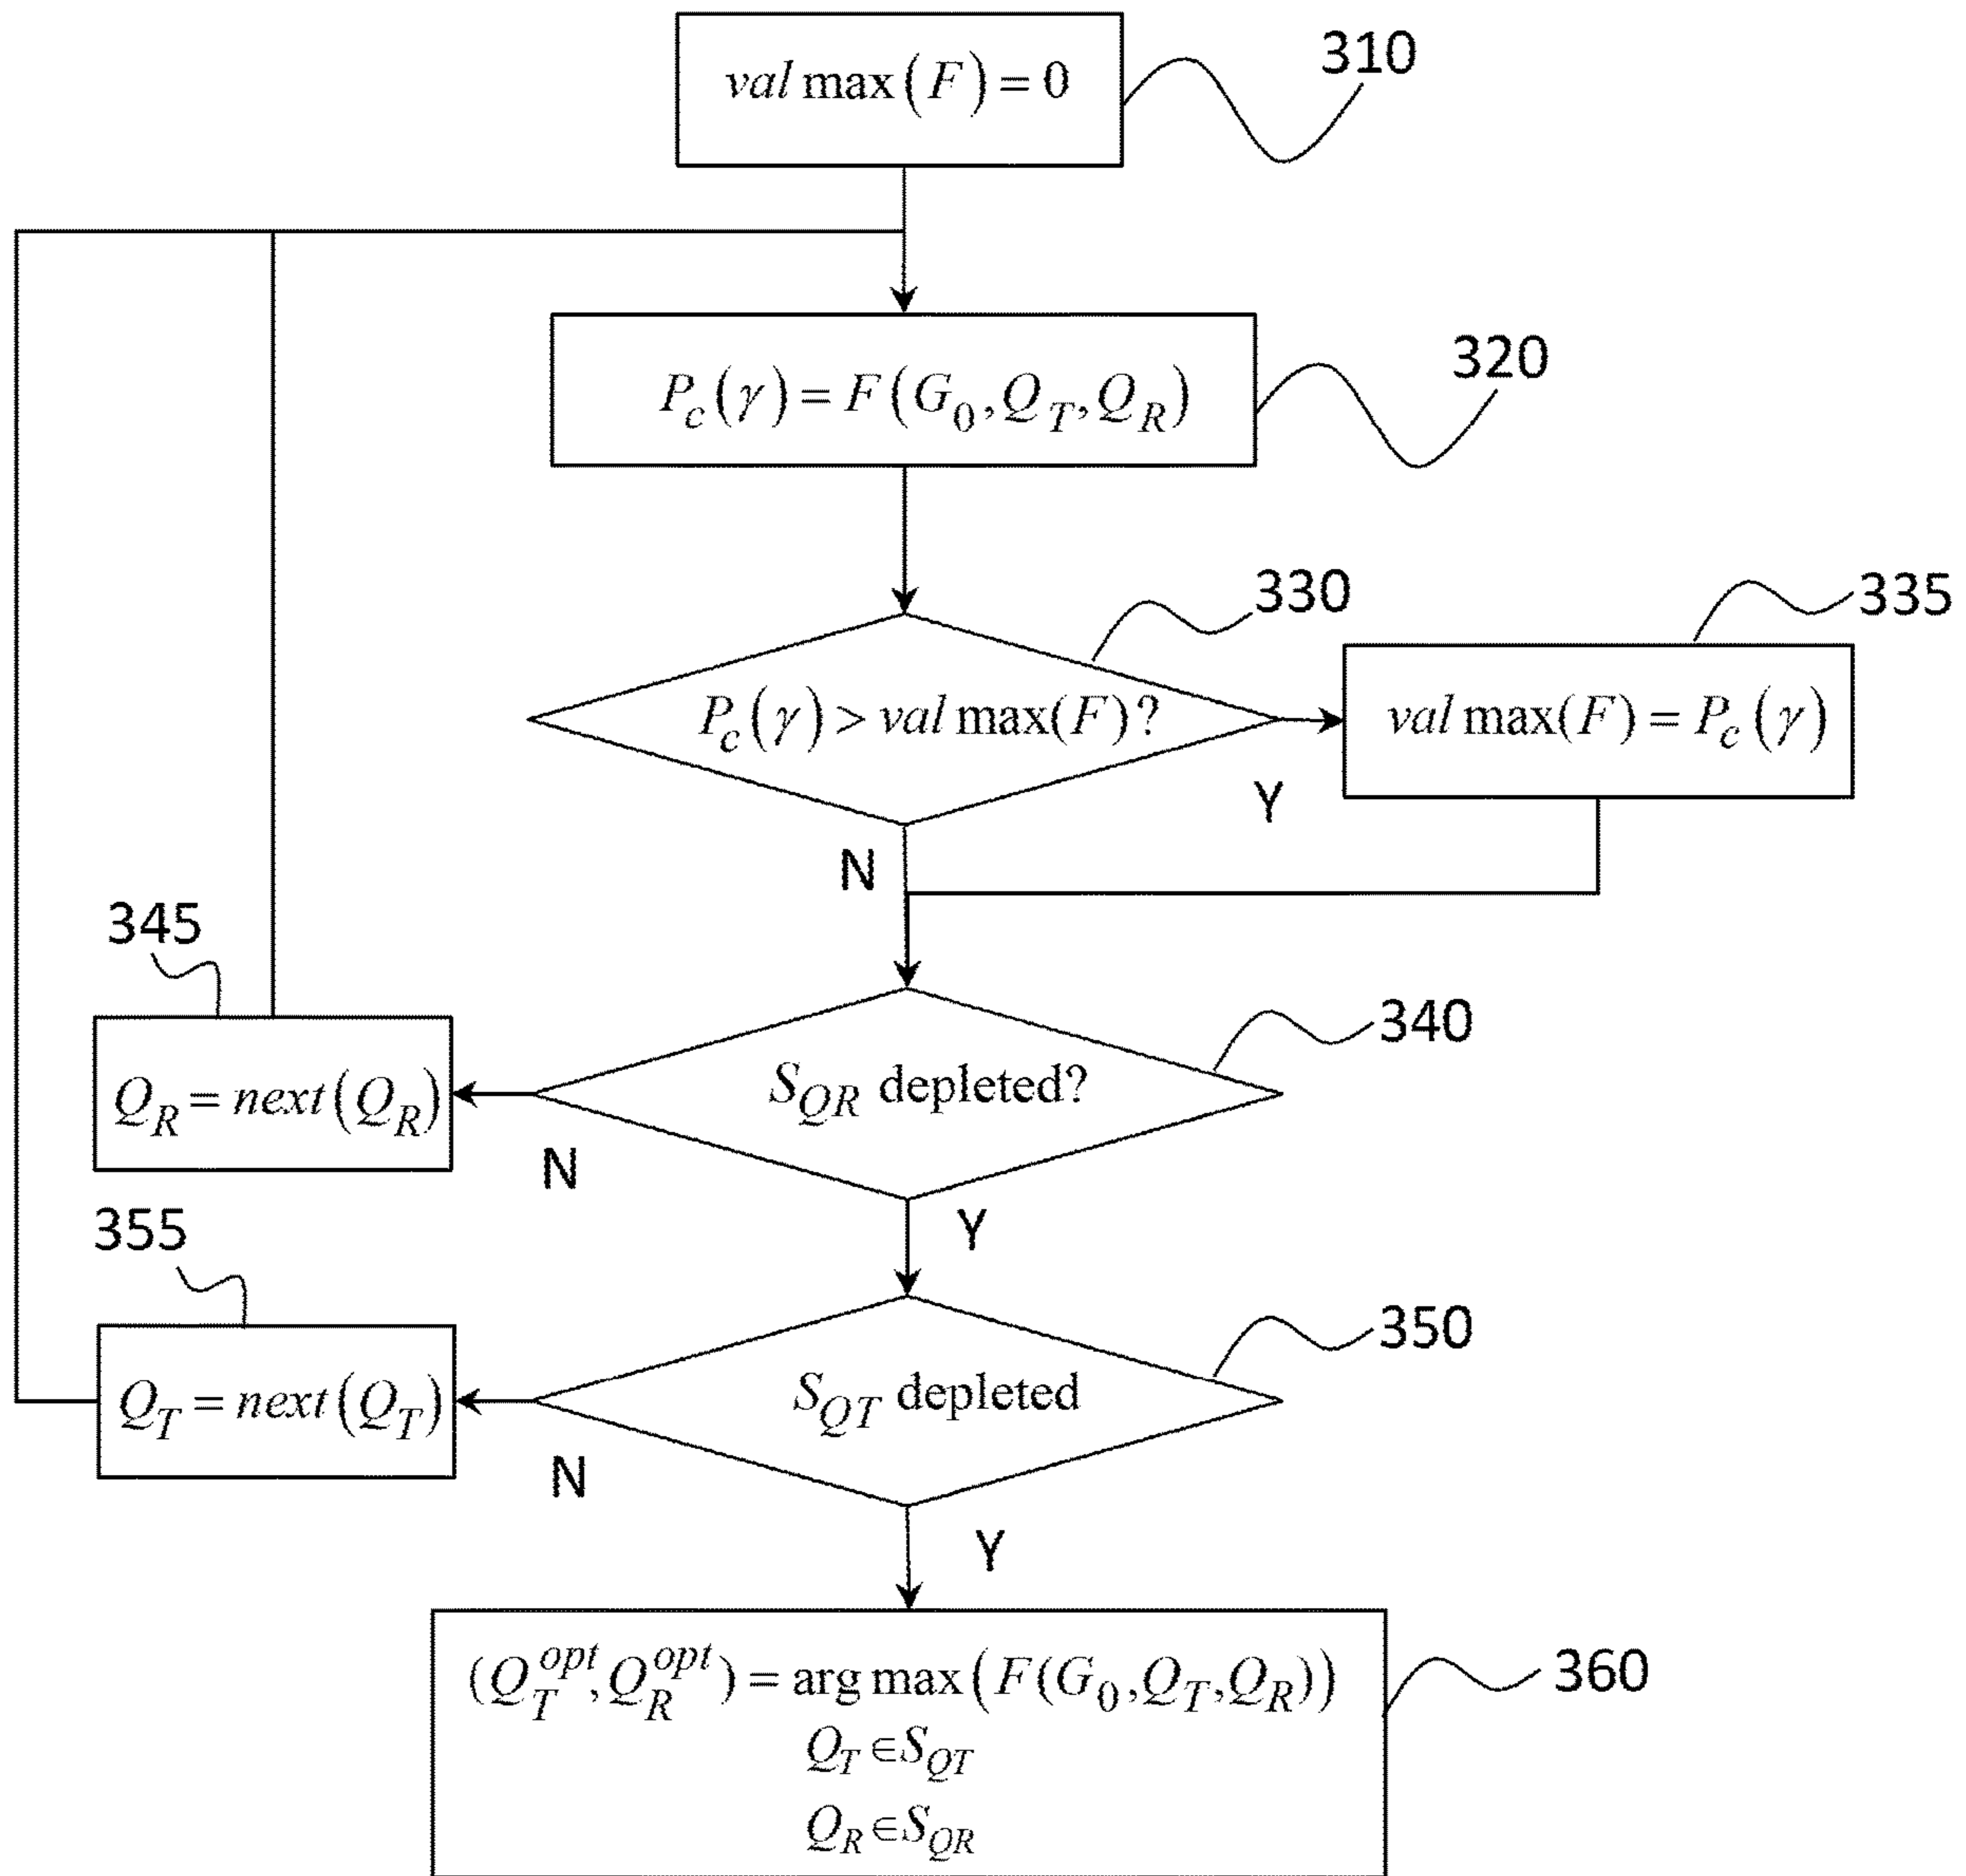 val max(F) = 0
310
P_c(γ) = F(G_0, Q_T, Q_R)
320
330
335
P_c(γ) > val max(F)?
val max(F) = P_c(γ)
Y
N
345
340
Q_R = next(Q_R)
S_QR depleted?
N
Y
355
350
Q_T = next(Q_T)
S_QT depleted
N
Y
(Q_T^opt, Q_R^opt) = arg max(F(G_0, Q_T, Q_R))
360
Q_T ∈ S_QT
Q_R ∈ S_QR